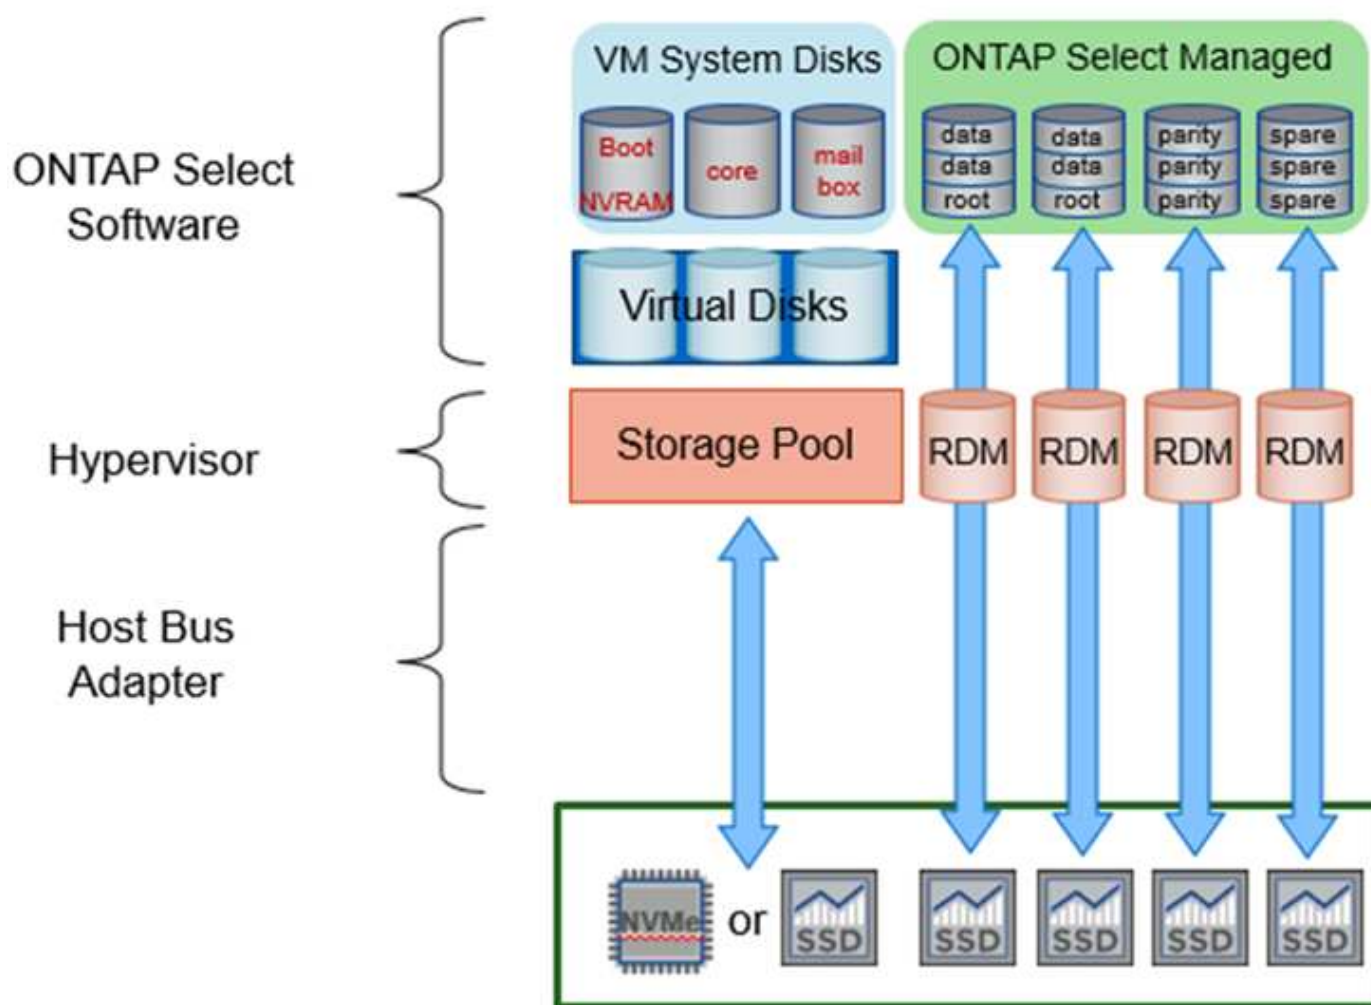 VM System Disks
ONTAP Select Managed
Boot
NVRAM
core
mail
box
data
data
root
data
data
root
parity
parity
parity
spare
spare
spare
ONTAP Select
Software
Virtual Disks
Hypervisor
Storage Pool
RDM
RDM
RDM
RDM
Host Bus
Adapter
NVMe
or
SSD
SSD
SSD
SSD
SSD